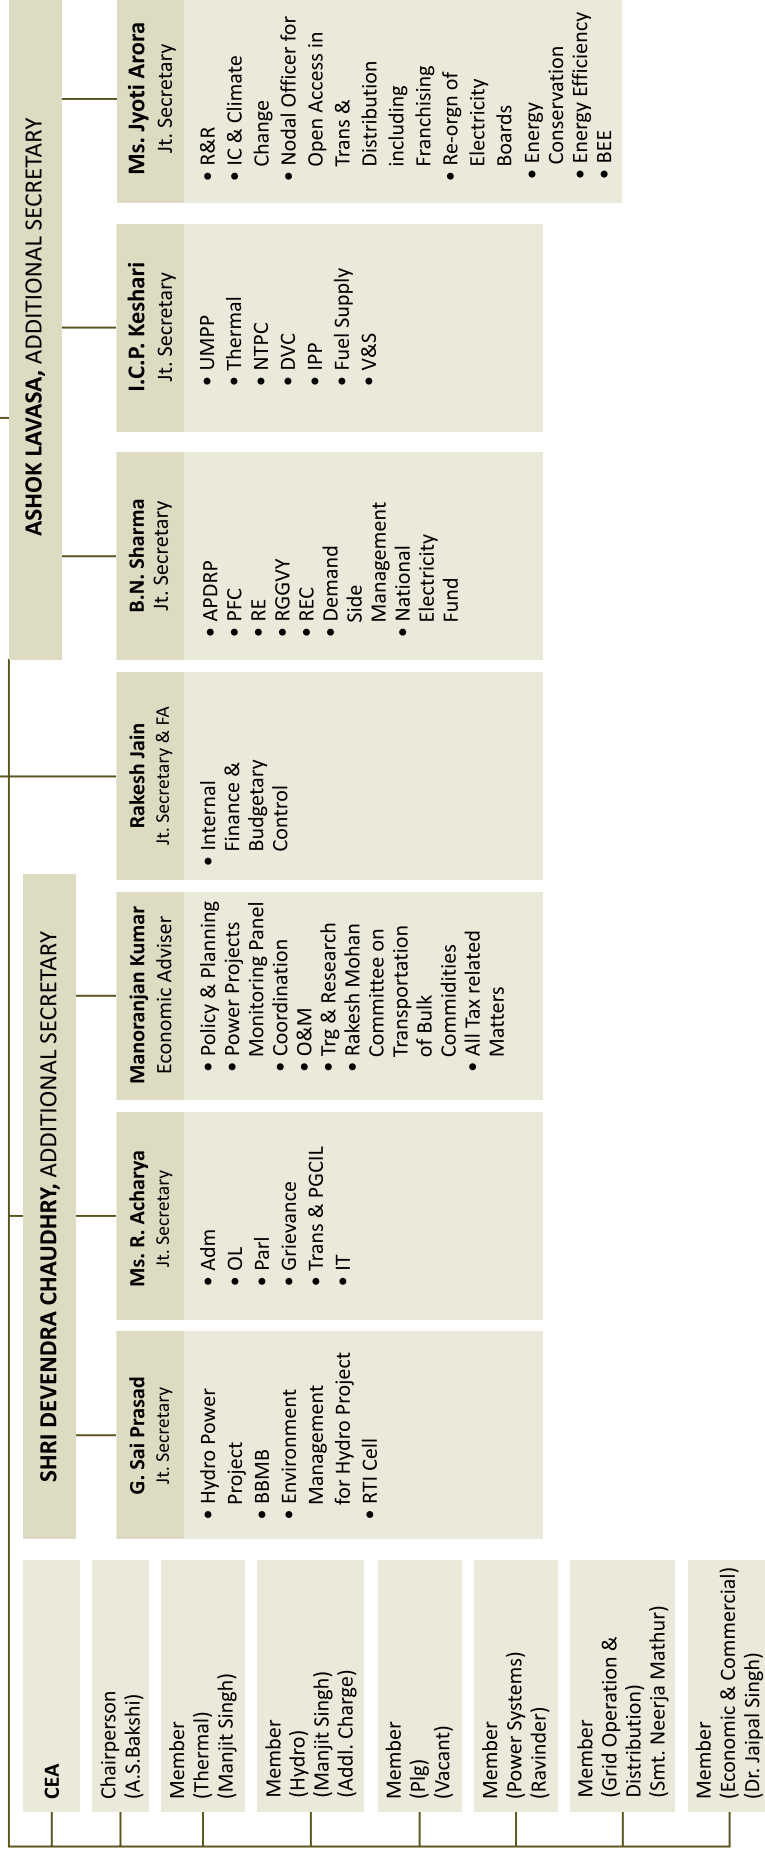 CEA
Chairperson
(A.S.Bakshi)
Member
(Thermal)
(Manjit Singh)
Member
(Hydro)
(Manjit Singh)
(Addl. Charge)
Member
(Plg)
(Vacant)
Member
(Power Systems)
(Ravinder)
Member
(Grid Operation &
Distribution)
(Smt. Neerja Mathur)
Member
(Economic & Commercial)
(Dr. Jaipal Singh)
SHRI DEVENDRA CHAUDHRY, ADDITIONAL SECRETARY
G. Sai Prasad
Jt. Secretary
• Hydro Power
Project
• BBMB
• Environment
Management
for Hydro Project
• RTI Cell
Ms. R. Acharya
Jt. Secretary
• Adm
• OL
• Parl
• Grievance
• Trans & PGCIL
• IT
Manoranjan Kumar
Economic Adviser
• Policy & Planning
• Power Projects
Monitoring Panel
• Coordination
• O&M
• Trg & Research
• Rakesh Mohan
Committee on
Transportation
of Bulk
Commidities
• All Tax related
Matters
Rakesh Jain
Jt. Secretary & FA
• Internal
Finance &
Budgetary
Control
ASHOK LAVASA, ADDITIONAL SECRETARY
B.N. Sharma
Jt. Secretary
• APDRP
• PFC
• RE
• RGGVY
• REC
• Demand
Side
Management
• National
Electricity
Fund
I.C.P. Keshari
Jt. Secretary
• UMPP
• Thermal
• NTPC
• DVC
• IPP
• Fuel Supply
• V&S
Ms. Jyoti Arora
Jt. Secretary
• R&R
• IC & Climate
Change
• Nodal Officer for
Open Access in
Trans &
Distribution
including
Franchising
• Re-orgn of
Electricity
Boards
• Energy
Conservation
• Energy Efficiency
• BEE